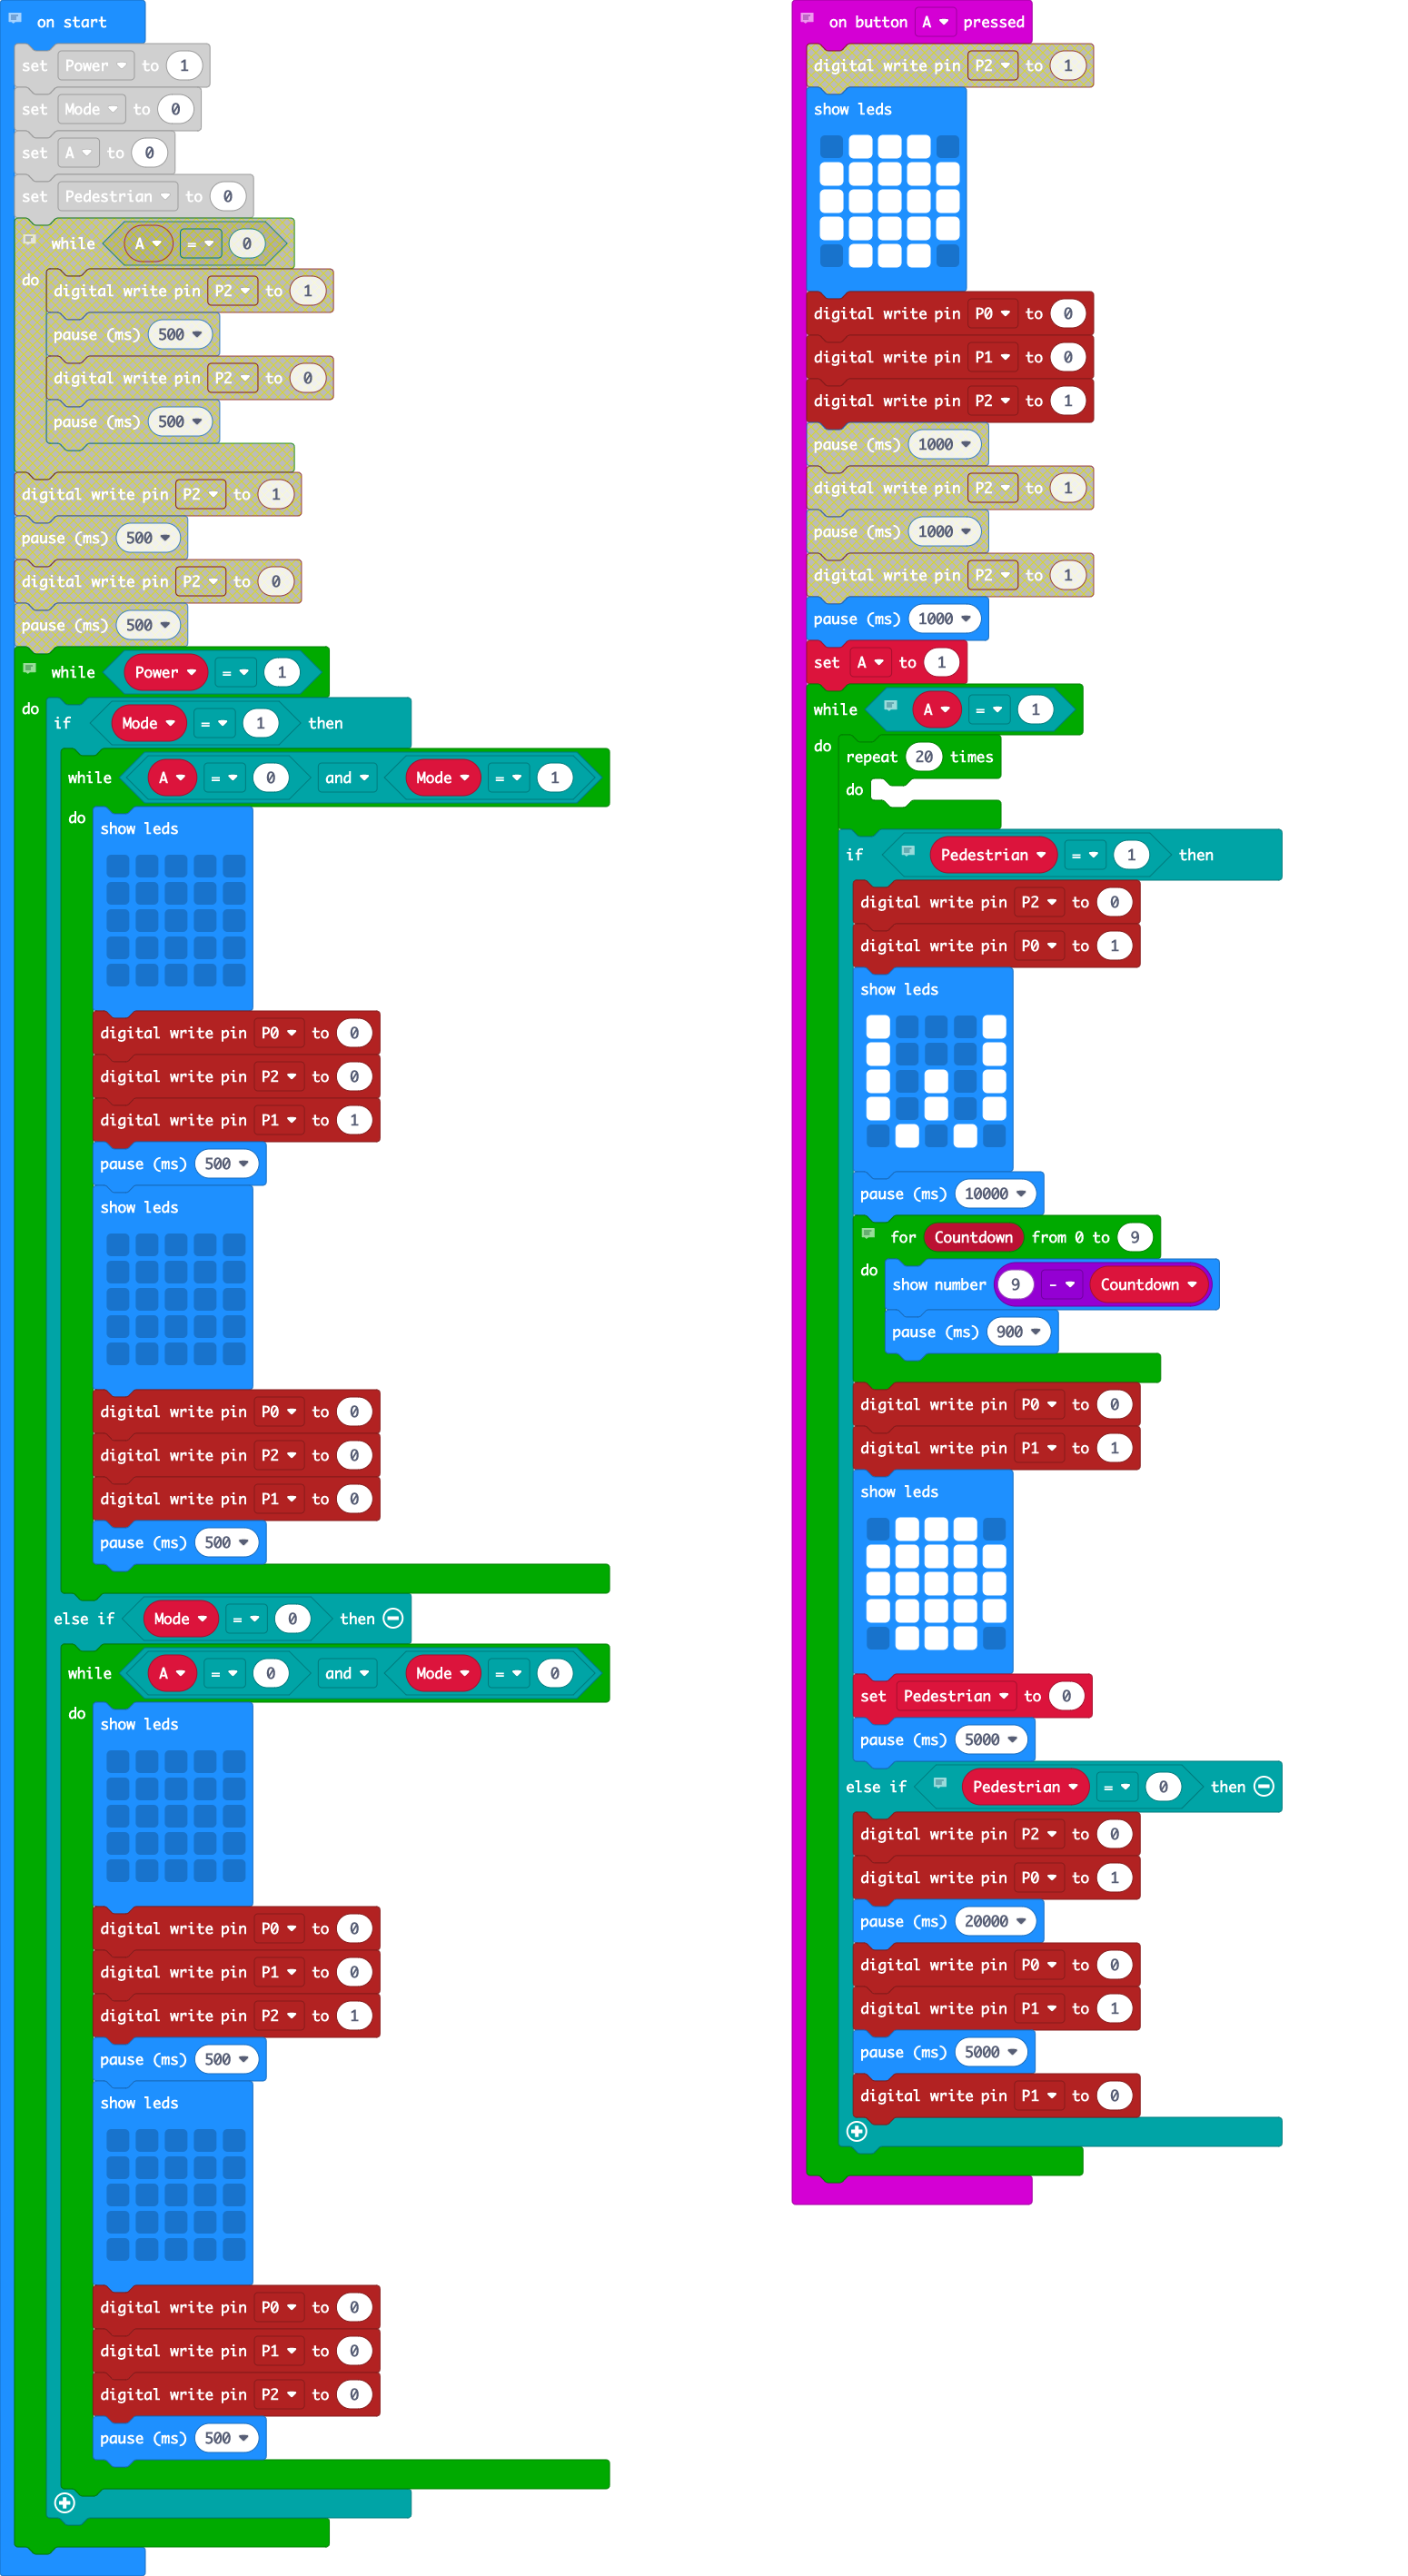 on start
set Power to 1
set Mode to 0
set A to 0
set Pedestrian to 0
while A = 0
do
digital write pin P2 to 1
pause (ms) 500
digital write pin P2 to 0
pause (ms) 500
digital write pin P2 to 1
pause (ms) 500
digital write pin P2 to 0
pause (ms) 500
while Power = 1
do
if Mode = 1 then
while A = 0 and Mode = 1
do
show leds
digital write pin P0 to 0
digital write pin P2 to 0
digital write pin P1 to 1
pause (ms) 500
show leds
digital write pin P0 to 0
digital write pin P2 to 0
digital write pin P1 to 0
pause (ms) 500
else if Mode = 0 then
while A = 0 and Mode = 0
do
show leds
digital write pin P0 to 0
digital write pin P1 to 0
digital write pin P2 to 1
pause (ms) 500
show leds
digital write pin P0 to 0
digital write pin P1 to 0
digital write pin P2 to 0
pause (ms) 500
on button A pressed
digital write pin P2 to 1
show leds
digital write pin P0 to 0
digital write pin P1 to 0
digital write pin P2 to 1
pause (ms) 1000
digital write pin P2 to 1
pause (ms) 1000
digital write pin P2 to 1
pause (ms) 1000
set A to 1
while A = 1
do
repeat 20 times
do
if Pedestrian = 1 then
digital write pin P2 to 0
digital write pin P0 to 1
show leds
pause (ms) 10000
for Countdown from 0 to 9
do
show number 9 - Countdown
pause (ms) 900
digital write pin P0 to 0
digital write pin P1 to 1
show leds
set Pedestrian to 0
pause (ms) 5000
else if Pedestrian = 0 then
digital write pin P2 to 0
digital write pin P0 to 1
pause (ms) 20000
digital write pin P0 to 0
digital write pin P1 to 1
pause (ms) 5000
digital write pin P1 to 0